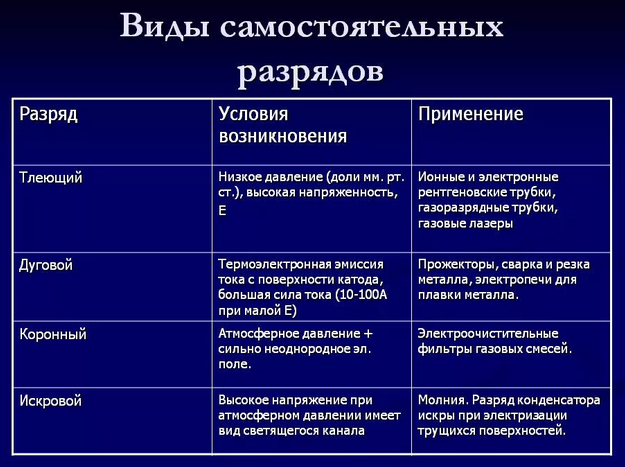 Виды самостоятельных
разрядов
Разряд
Условия
возникновения
Применение
Тлеющий
Низкое давление (доли мм. рт.
ст.), высокая напряженность,
Е
Ионные и электронные
рентгеновские трубки,
газоразрядные трубки,
газовые лазеры
Дуговой
Термоэлектронная эмиссия
тока с поверхности катода,
большая сила тока (10-100А
при малой Е)
Прожекторы, сварка и резка
металла, электропечи для
плавки металла.
Коронный
Атмосферное давление +
сильно неоднородное эл.
поле.
Электроочистительные
фильтры газовых смесей.
Искровой
Высокое напряжение при
атмосферном давлении имеет
вид светящегося канала
Молния. Разряд конденсатора
искры при электризации
трущихся поверхностей.